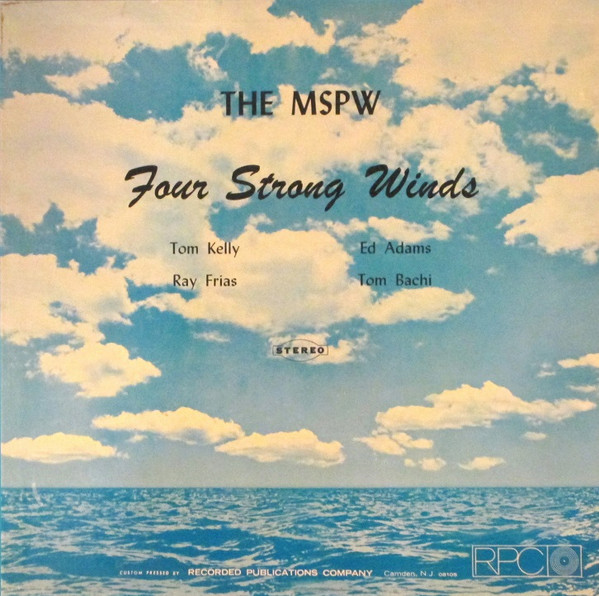 THE MSPW
Four Strong Winds
Tom Kelly Ed Adams
Ray Frias Tom Bachi
STEREO
CUSTOM PRESSED BY RECORDED PUBLICATIONS COMPANY Camden, N.J. 08105
RPC